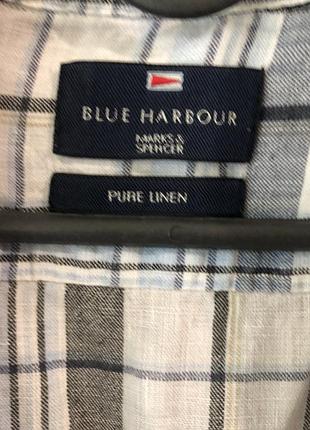 BLUE HARBOUR
MARKS &
SPENCER
PURE LINEN